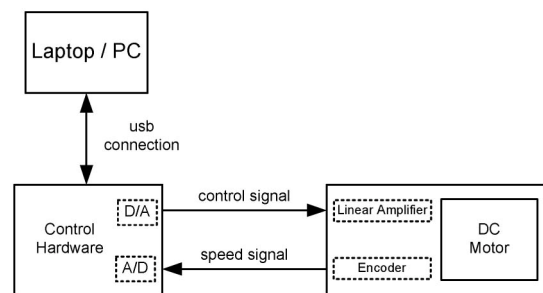 Laptop / PC
usb
connection
D/A
control signal
Linear Amplifier
Control
Hardware
DC
Motor
A/D
speed signal
Encoder